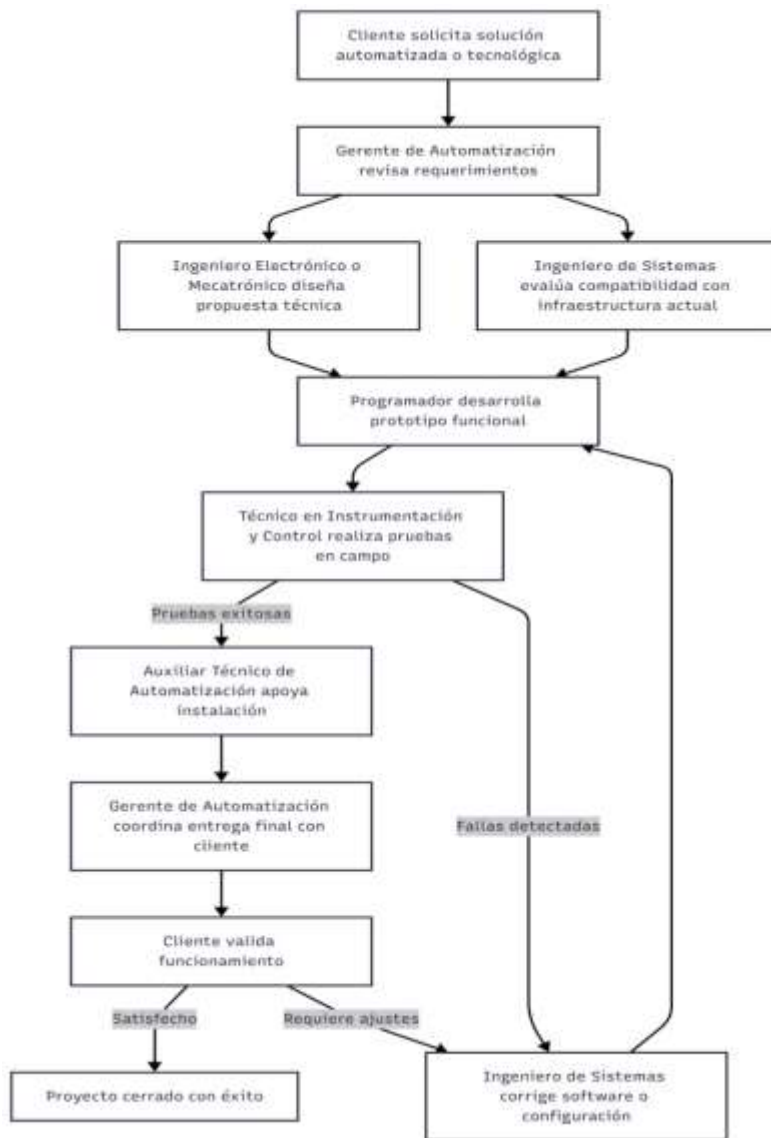 Cliente solicita solución
automatizada o tecnológica
Gerente de Automatización
revisa requerimientos
Ingeniero Electrónico o
Mecatrónico diseña
propuesta técnica
Ingeniero de Sistemas
evalúa compatibilidad con
infraestructura actual
Programador desarrolla
prototipo funcional
Técnico en Instrumentación
y Control realiza pruebas
en campo
Pruebas exitosas
Auxiliar Técnico de
Automatización apoya
instalación
Gerente de Automatización
coordina entrega final con
cliente
Fallas detectadas
Cliente valida
funcionamiento
Satisfecho
Requiere ajustes
Proyecto cerrado con éxito
Ingeniero de Sistemas
corrige software o
configuración